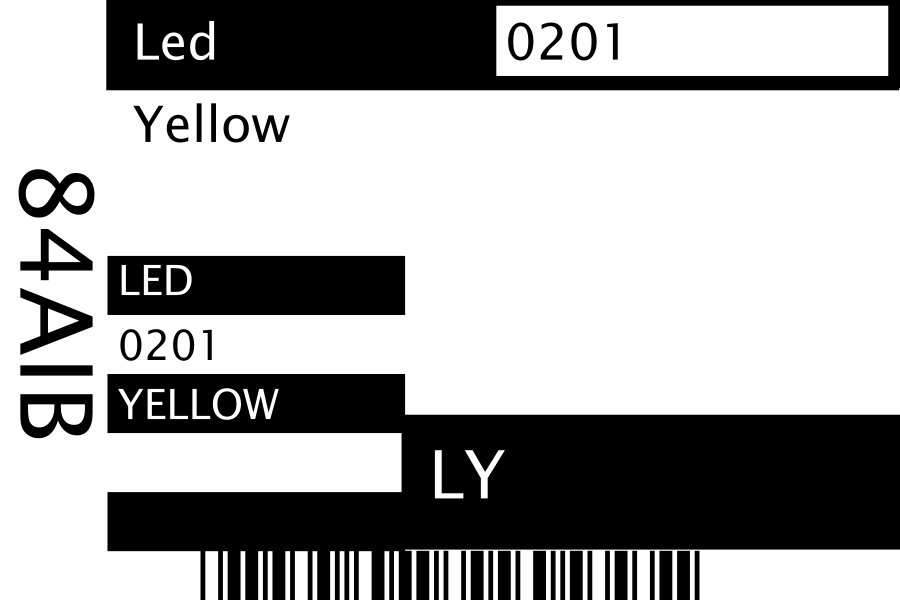 Led
0201
Yellow
84AIB
LED
0201
YELLOW
LY